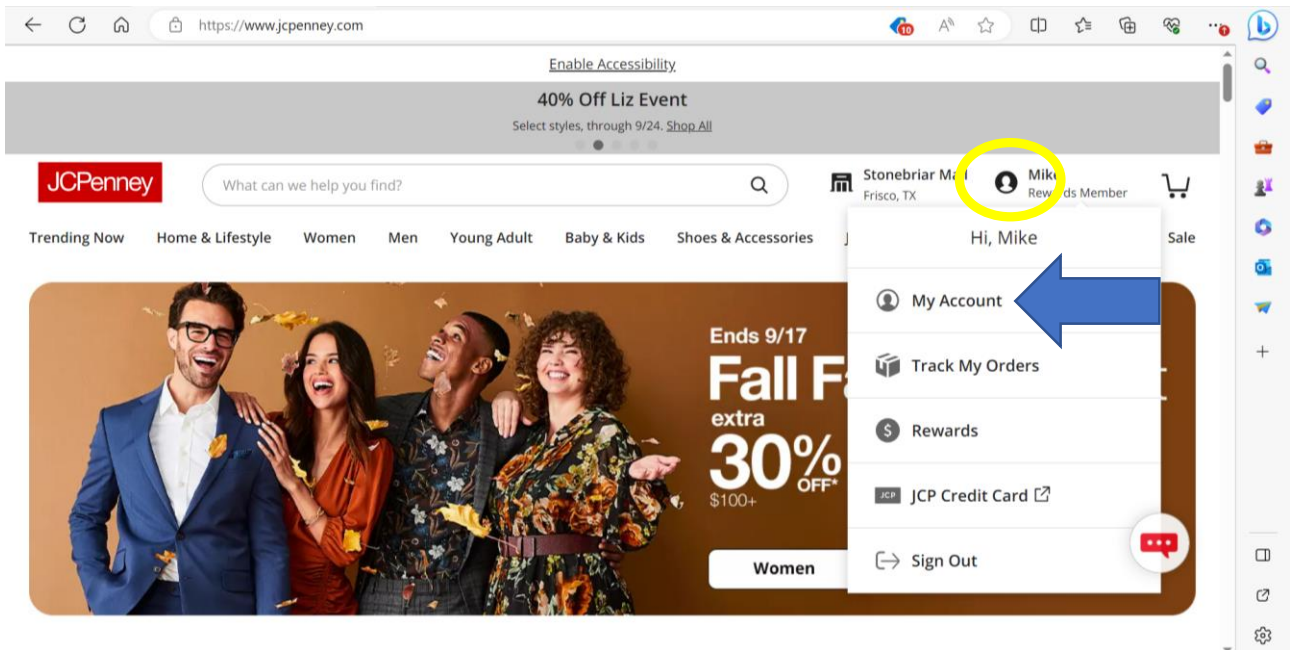 https://www.jcpenney.com
10
Enable Accessibility
40% Off Liz Event
Select styles, through 9/24. Shop All
JCPenney
What can we help you find?
Stonebriar Mall
Frisco, TX
Mike
Rewards Member
Trending Now Home & Lifestyle Women Men Young Adult Baby & Kids Shoes & Accessories J Sale
Hi, Mike
My Account
Track My Orders
Rewards
JCP JCP Credit Card
Sign Out
Ends 9/17
Fall Fa
extra
30%
OFF*
$100+
Women